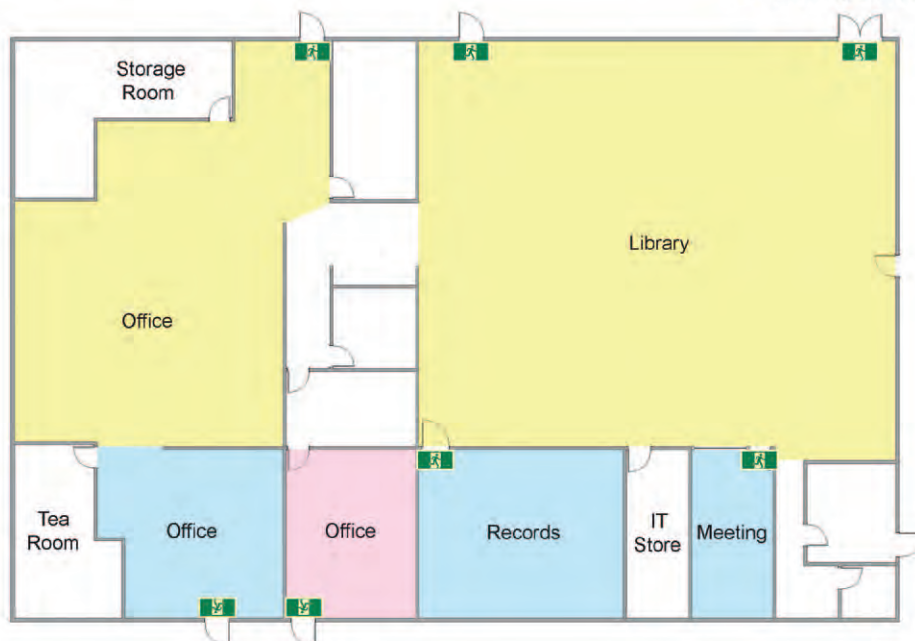 Storage
Room
Library
Office
Tea
Room
Office
Office
Records
IT
Store
Meeting